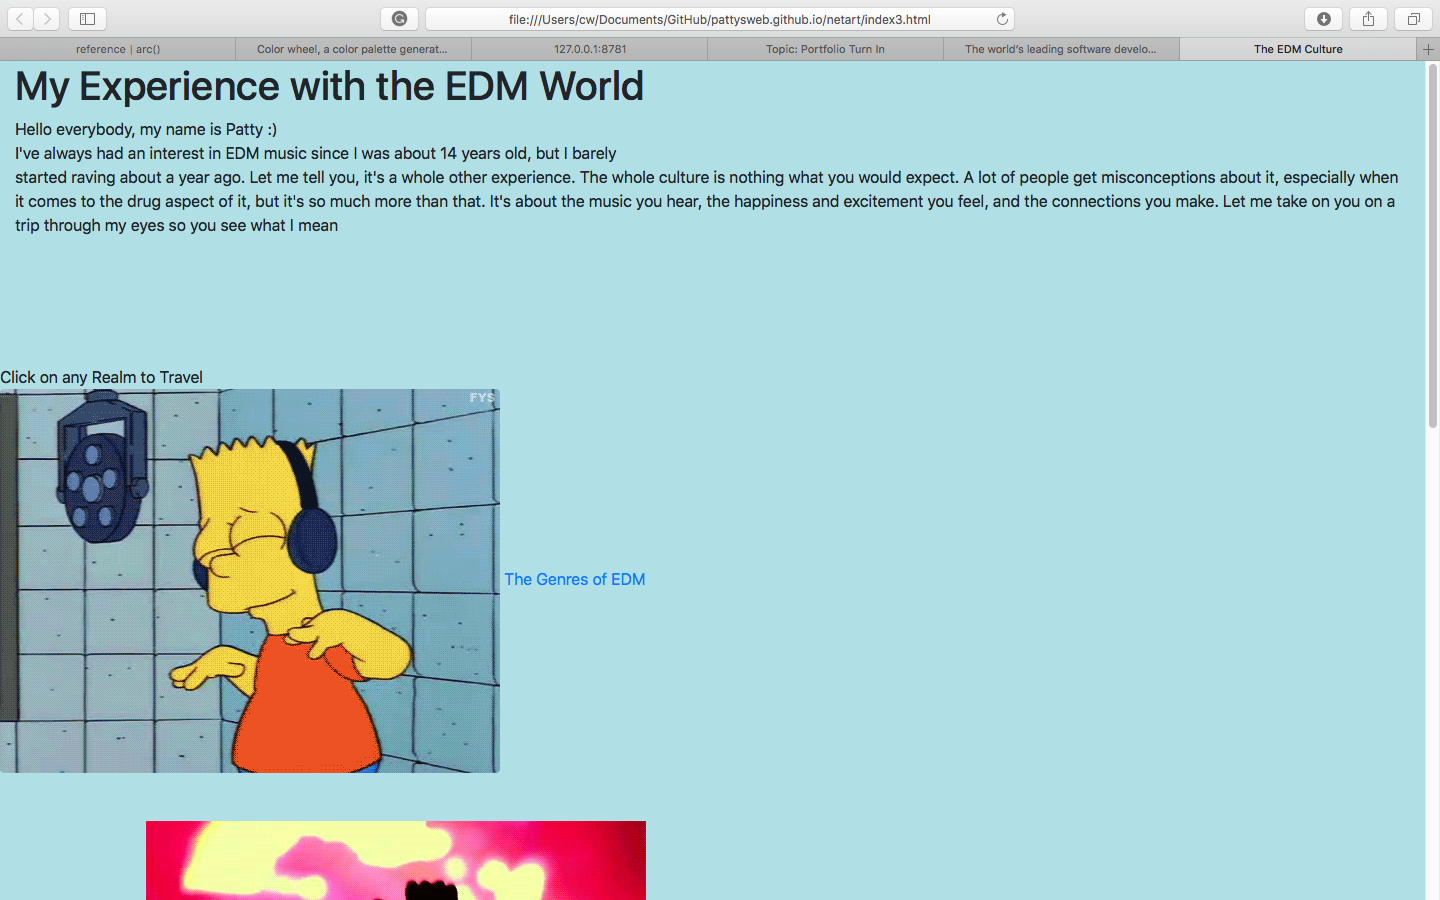 file:///Users/cw/Documents/GitHub/pattysweb.github.io/netart/index3.html
reference | arc()
Color wheel, a color palette generat...
127.0.0.1:8781
Topic: Portfolio Turn In
The world's leading software develo...
The EDM Culture
My Experience with the EDM World
Hello everybody, my name is Patty :)
I've always had an interest in EDM music since I was about 14 years old, but I barely
started raving about a year ago. Let me tell you, it's a whole other experience. The whole culture is nothing what you would expect. A lot of people get misconceptions about it, especially when
it comes to the drug aspect of it, but it's so much more than that. It's about the music you hear, the happiness and excitement you feel, and the connections you make. Let me take on you on a
trip through my eyes so you see what I mean
Click on any Realm to Travel
FYS
The Genres of EDM